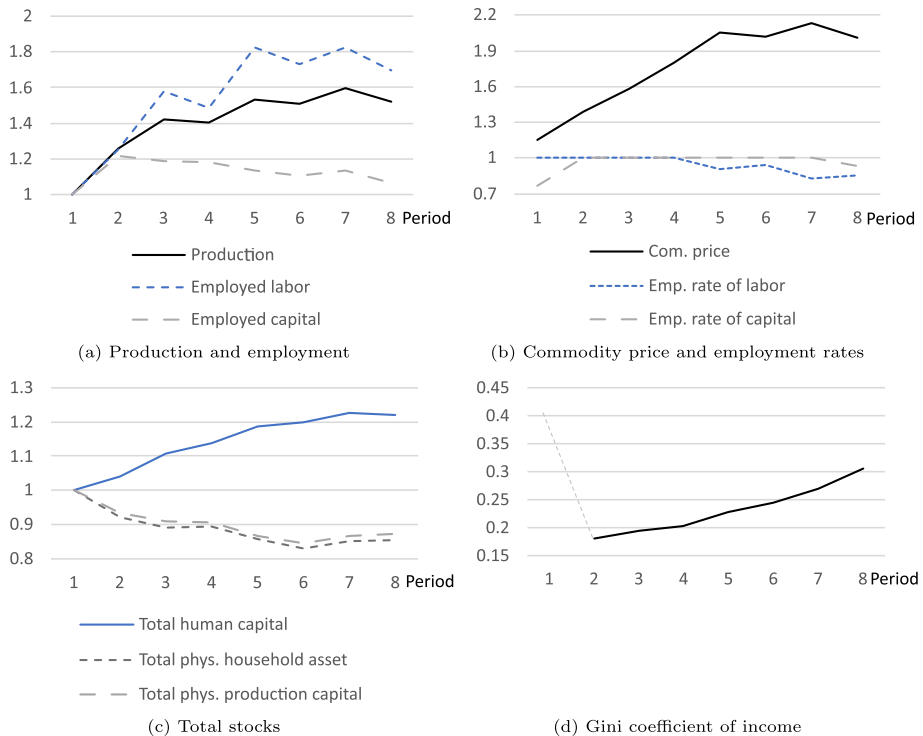 2
1.8
1.6
1.4
1.2
1
1 2 3 4 5 6 7 8 Period
Production
Employed labor
Employed capital
(a) Production and employment
2.2
1.9
1.6
1.3
1
0.7
1 2 3 4 5 6 7 8 Period
Com. price
Emp. rate of labor
Emp. rate of capital
(b) Commodity price and employment rates
1.3
1.2
1.1
1
0.9
0.8
1 2 3 4 5 6 7 8 Period
Total human capital
Total phys. household asset
Total phys. production capital
(c) Total stocks
0.45
0.4
0.35
0.3
0.25
0.2
0.15
1 2 3 4 5 6 7 8 Period
(d) Gini coefficient of income